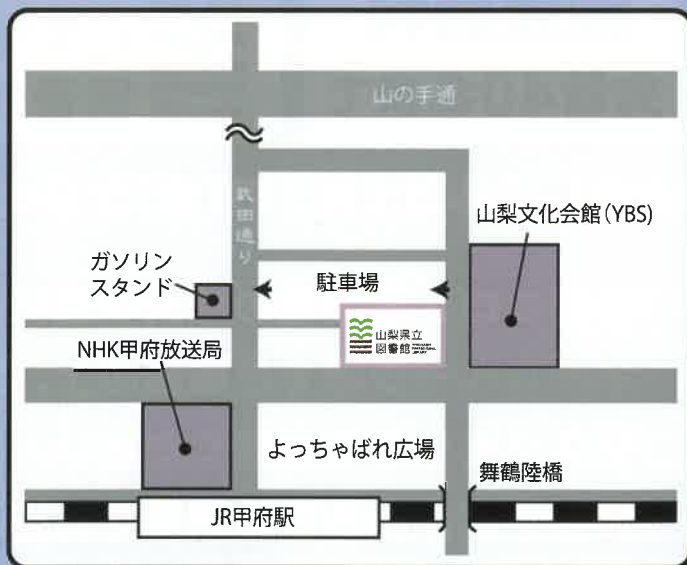 山の手通
武田通り
山梨文化会館(YBS)
ガソリン
スタンド
駐車場
山梨県立
図書館
NHK甲府放送局
よっちゃばれ広場
舞鶴陸橋
JR甲府駅